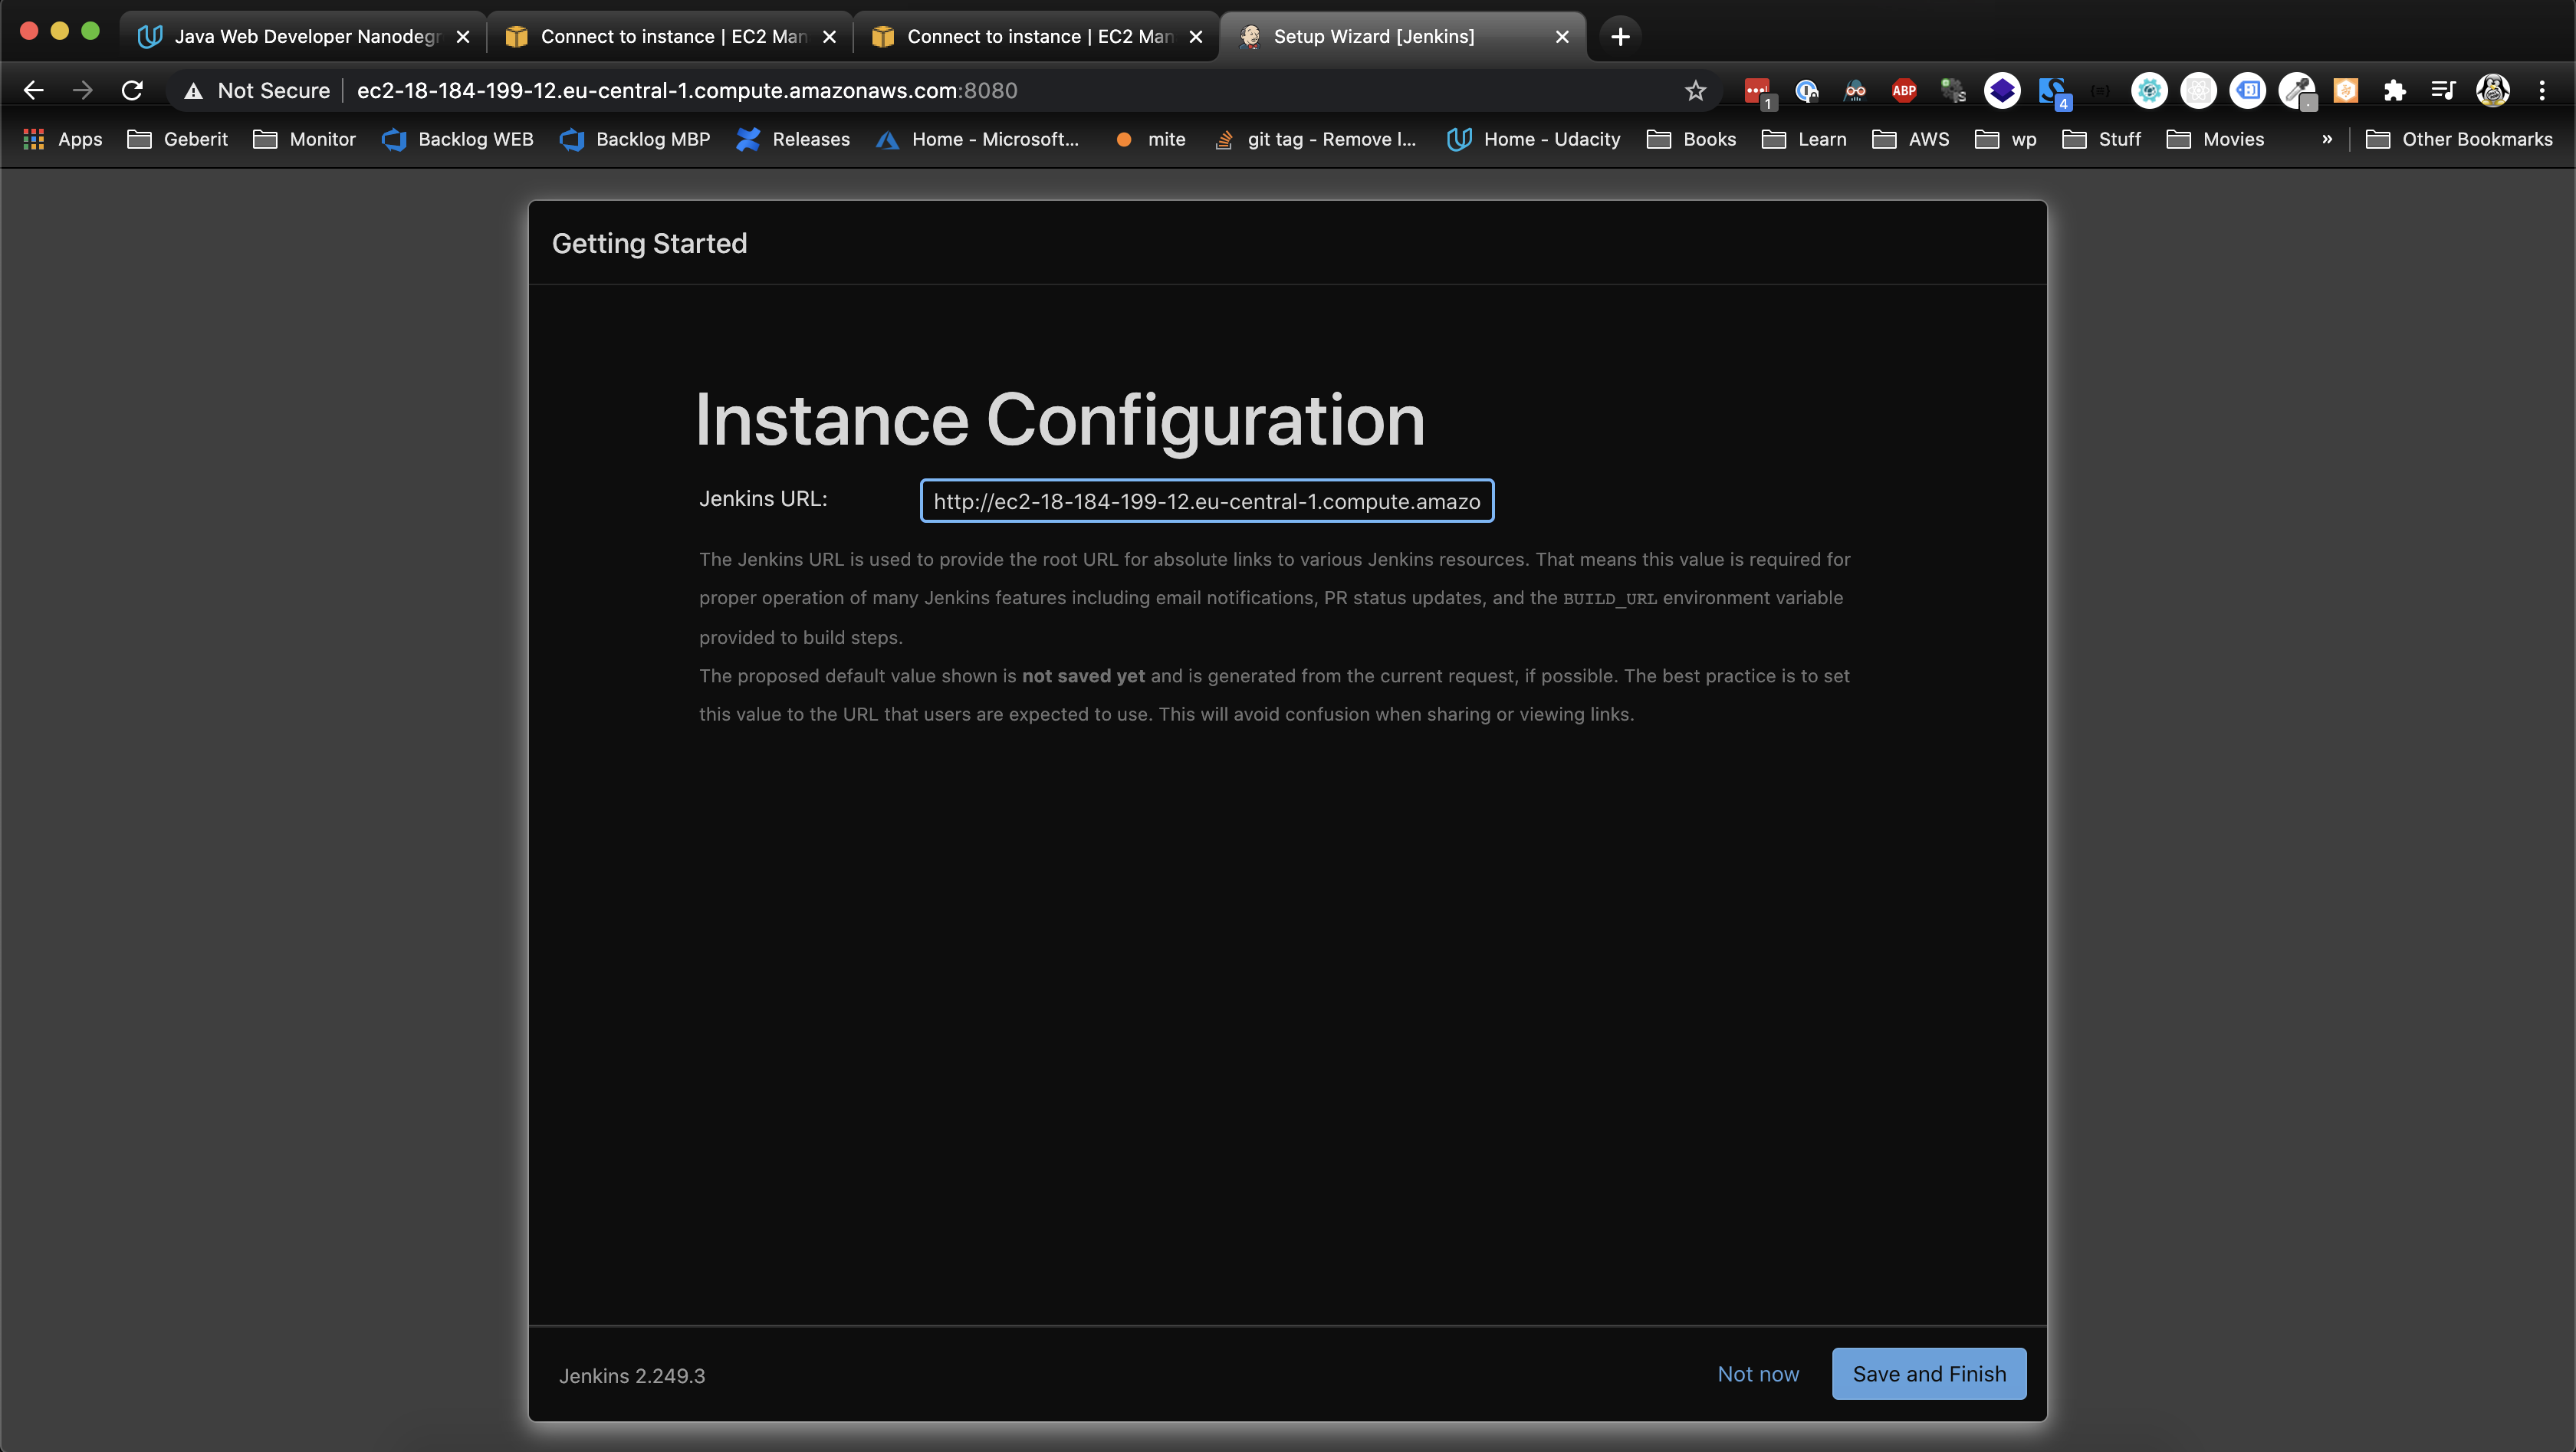 Java Web Developer Nanodegr
Connect to instance | EC2 Man
Connect to instance | EC2 Man
Setup Wizard [Jenkins]
Not Secure
ec2-18-184-199-12.eu-central-1.compute.amazonaws.com:8080
1
ABP
4
Apps
Geberit
Monitor
Backlog WEB
Backlog MBP
Releases
Home - Microsoft...
mite
git tag - Remove l...
Home - Udacity
Books
Learn
AWS
wp
Stuff
Movies
»
Other Bookmarks
Getting Started
Instance Configuration
Jenkins URL:
http://ec2-18-184-199-12.eu-central-1.compute.amazo
The Jenkins URL is used to provide the root URL for absolute links to various Jenkins resources. That means this value is required for
proper operation of many Jenkins features including email notifications, PR status updates, and the BUILD_URL environment variable
provided to build steps.
The proposed default value shown is not saved yet and is generated from the current request, if possible. The best practice is to set
this value to the URL that users are expected to use. This will avoid confusion when sharing or viewing links.
Jenkins 2.249.3
Not now
Save and Finish